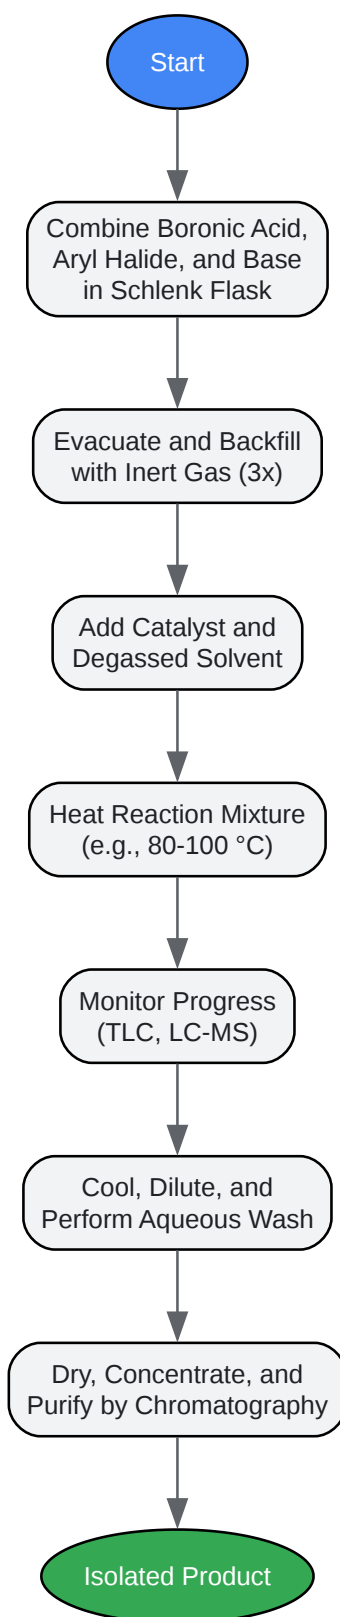 Start
Combine Boronic Acid,
Aryl Halide, and Base
in Schlenk Flask
Evacuate and Backfill
with Inert Gas (3x)
Add Catalyst and
Degassed Solvent
Heat Reaction Mixture
(e.g., 80-100 °C)
Monitor Progress
(TLC, LC-MS)
Cool, Dilute, and
Perform Aqueous Wash
Dry, Concentrate, and
Purify by Chromatography
Isolated Product